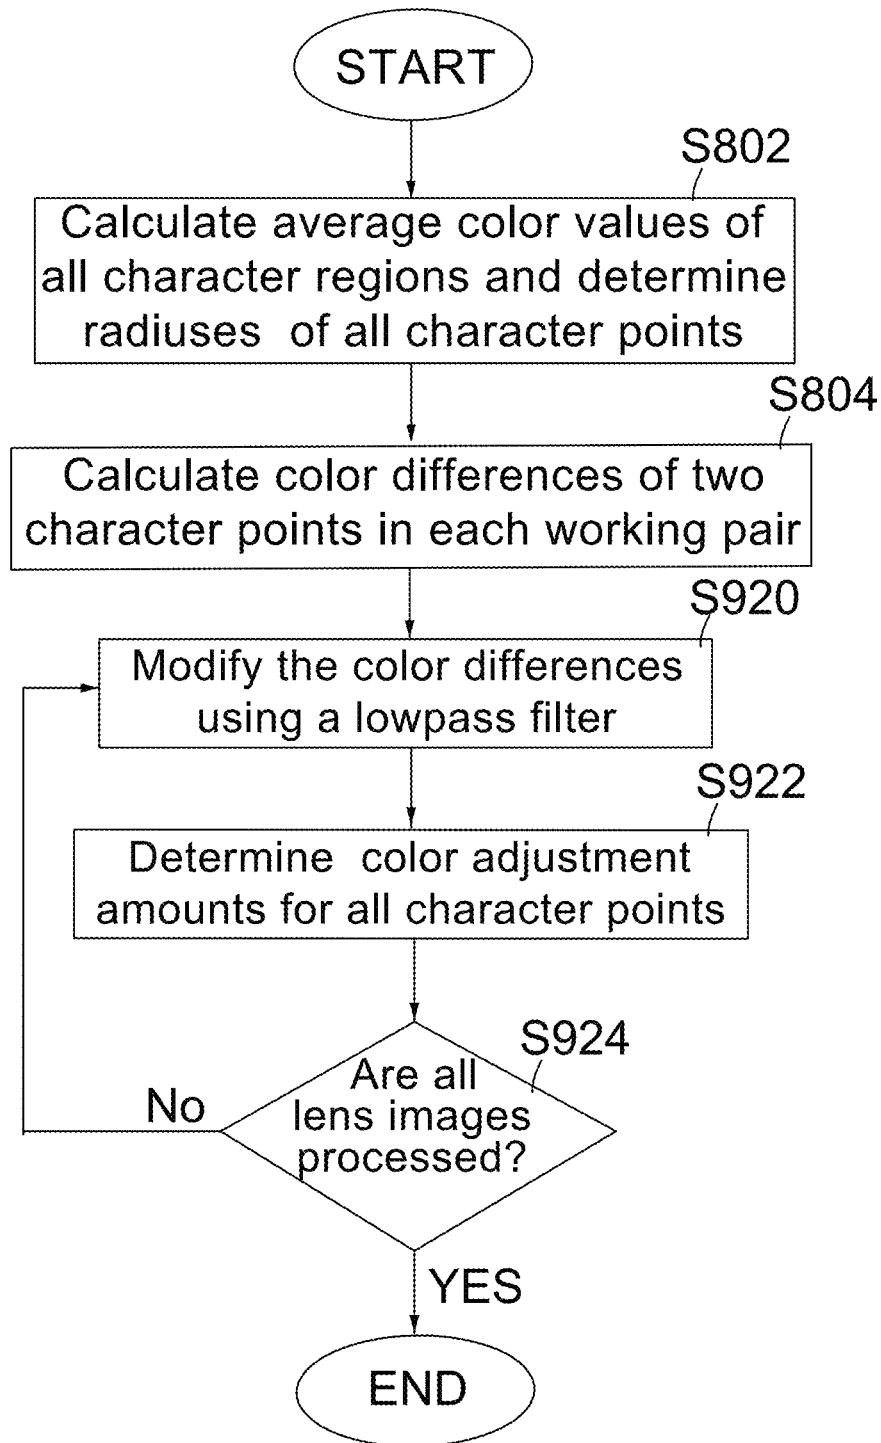 START
S802
Calculate average color values of
all character regions and determine
radiuses of all character points
S804
Calculate color differences of two
character points in each working pair
S920
Modify the color differences
using a lowpass filter
S922
Determine color adjustment
amounts for all character points
S924
Are all
lens images
processed?
No
YES
END